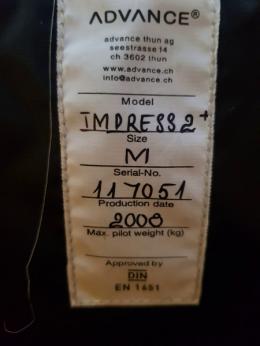 ADVANCE®
advance thun ag
seestrasse 14
ch 3602 thun
www.advance.ch
info@advance.ch
Model
IMPRESS 2+
Size
M
Serial-No.
117051
Production date
2008
Max. pilot weight (kg)
Approved by
DIN
EN 1651